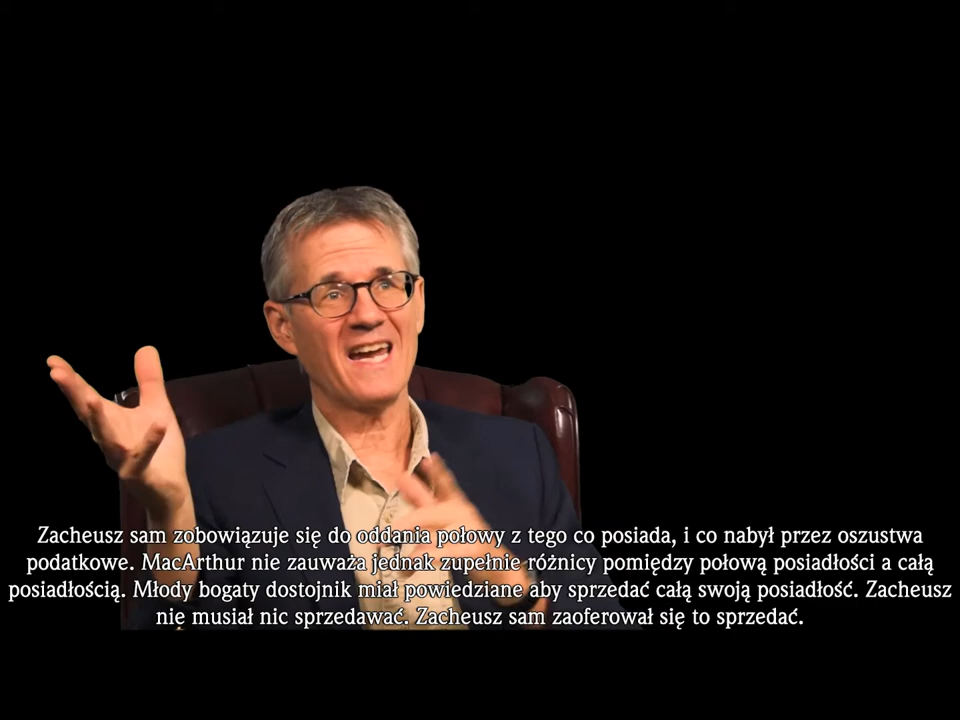 Zacheusz sam zobowiązuje się do oddania połowy z tego co posiada, i co nabył przez oszustwa
podatkowe. MacArthur nie zauważa jednak zupełnie różnicy pomiędzy połową posiadłości a całą
posiadłością. Młody bogaty dostojnik miał powiedziane aby sprzedać całą swoją posiadłość. Zacheusz
nie musiał nic sprzedawać. Zacheusz sam zaoferował się to sprzedać.